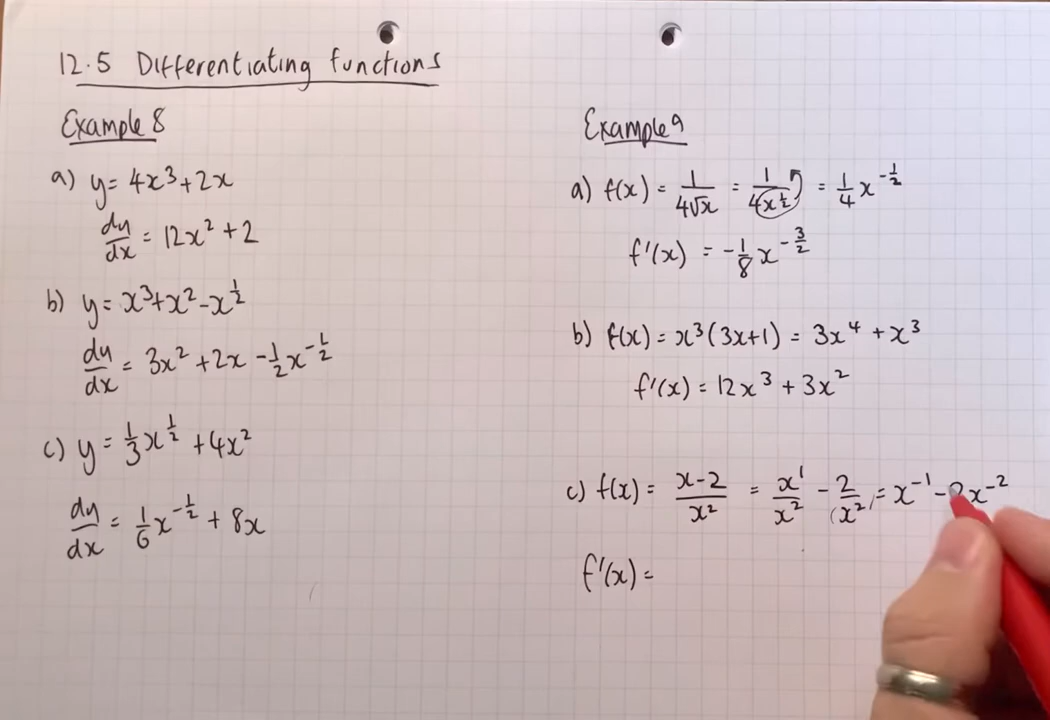 12.5 Differentiating functions
Example 8
a) y = 4x³+2x
dy/dx = 12x² + 2
b) y = x³+x²-x^½
dy/dx = 3x² + 2x - ½x^-½
c) y = ⅓x^½ + 4x²
dy/dx = ⅙x^-½ + 8x
Example 9
a) f(x) = 1/4√x = 1/4x^½ = ¼x^-½
f'(x) = -⅛x^-3/2
b) f(x) = x³(3x+1) = 3x⁴ + x³
f'(x) = 12x³ + 3x²
c) f(x) = x-2/x² = x¹/x² - 2/(x²) = x⁻¹ - 2x⁻²
f'(x) =